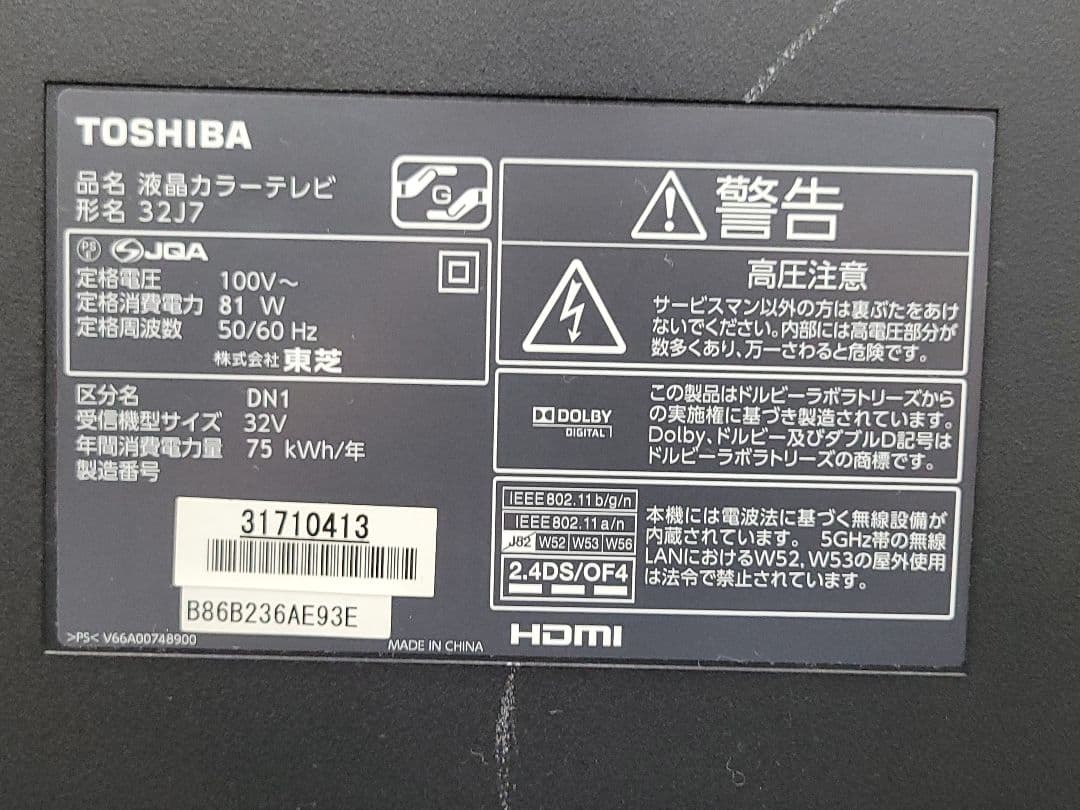 TOSHIBA
品名 液晶カラーテレビ
形名 32J7
G
PS
E
JQA
定格電圧 100V～
定格消費電力 81 W
定格周波数 50/60 Hz
株式会社 東芝
区分名 DN1
受信機型サイズ 32V
年間消費電力量 75 kWh/年
製造番号
31710413
B86B236AE93E
>PS< V66A00748900
MADE IN CHINA
警告
高圧注意
サービスマン以外の方は裏ぶたをあけ
ないでください。内部には高電圧部分が
数多くあり、万一さわると危険です。
DOLBY
DIGITAL
この製品はドルビーラボラトリーズから
の実施権に基づき製造されています。
Dolby、ドルビー及びダブルD記号は
ドルビーラボラトリーズの商標です。
IEEE802.11b/g/n
IEEE802.11a/n
J52 W52 W53 W56
2.4DS/OF4
本機には電波法に基づく無線設備が
内蔵されています。 5GHz帯の無線
LANにおけるW52、W53の屋外使用
は法令で禁止されています。
HDMI